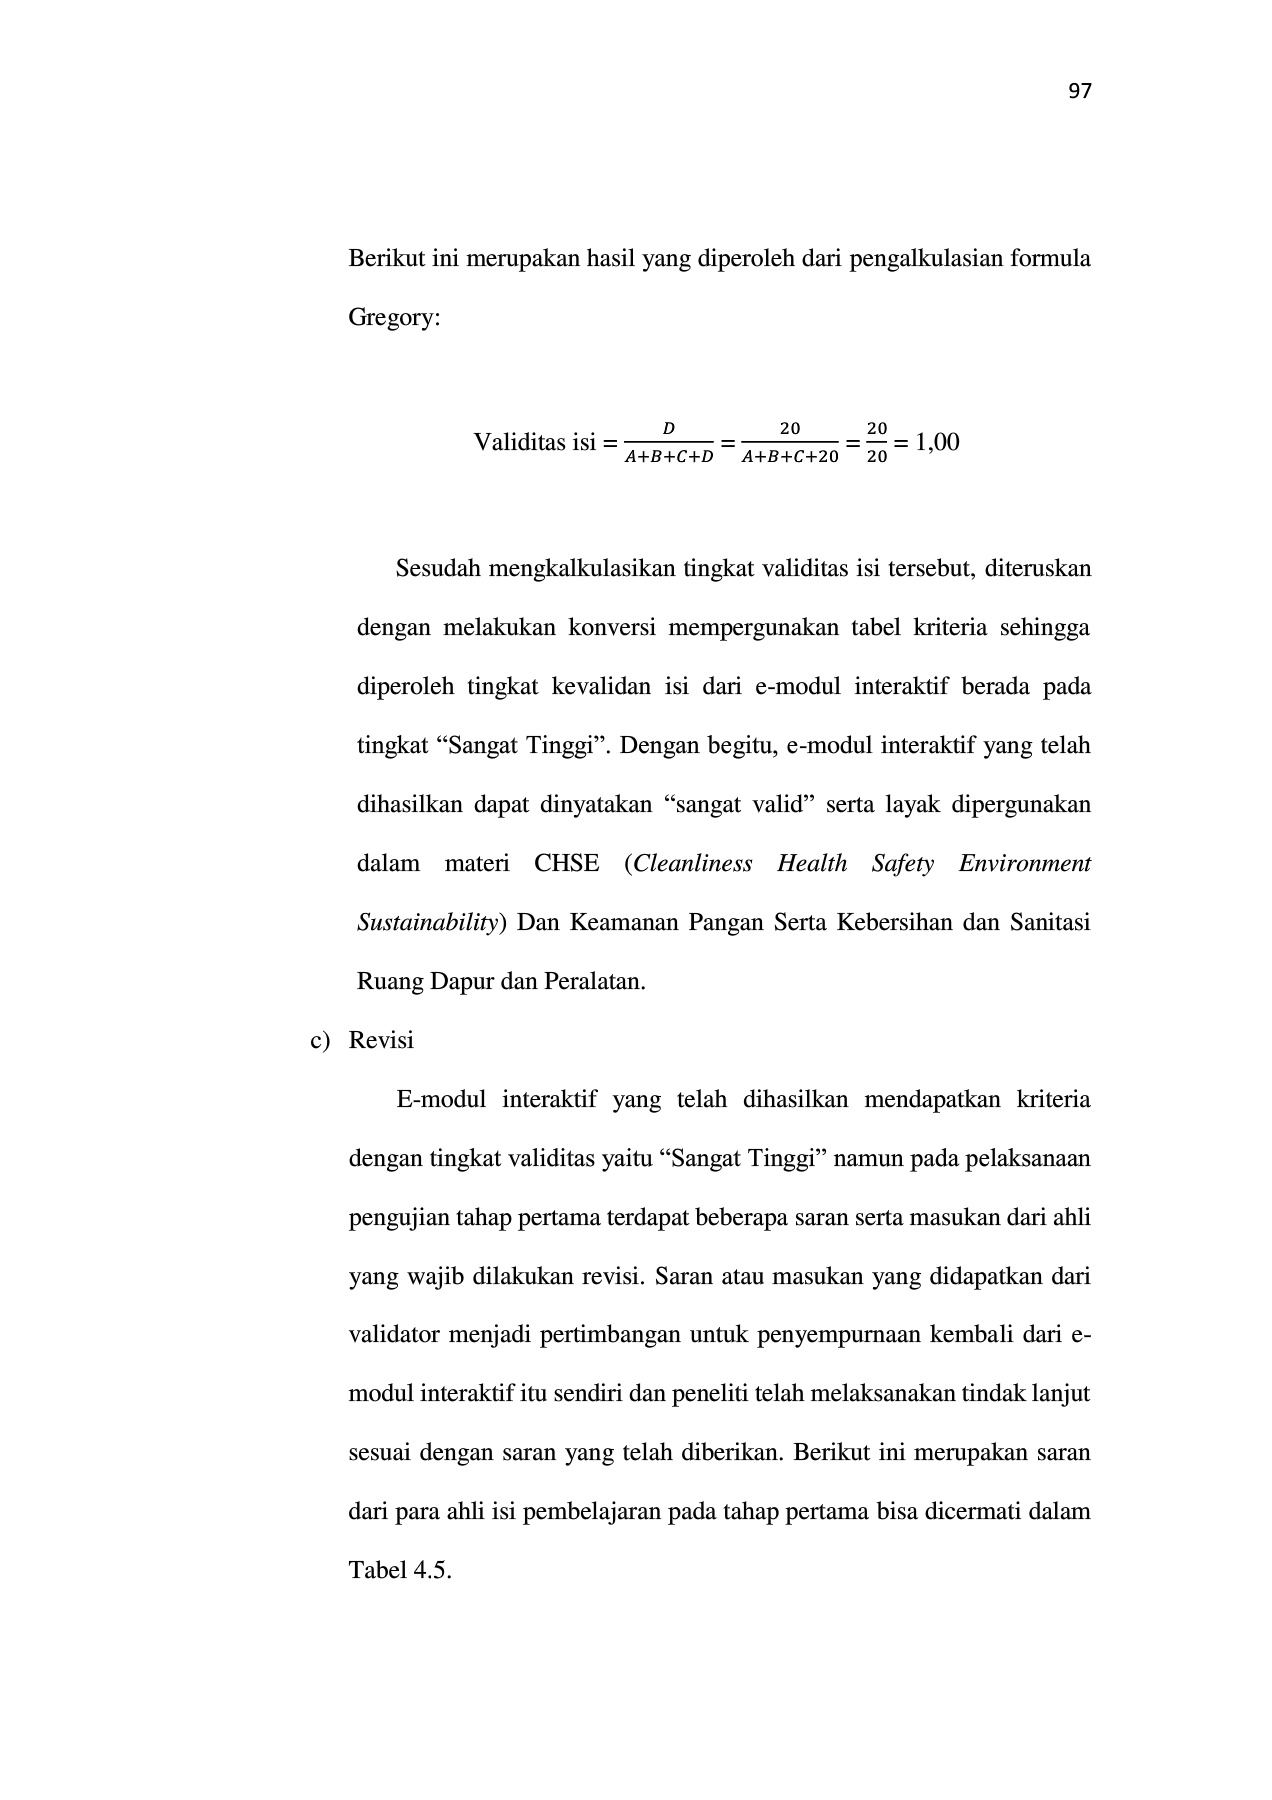 97
Berikut ini merupakan hasil yang diperoleh dari pengalkulasian formula
Gregory:
Validitas isi = D/(A+B+C+D) = 20/(A+B+C+20) = 20/20 = 1,00
Sesudah mengkalkulasikan tingkat validitas isi tersebut, diteruskan
dengan melakukan konversi mempergunakan tabel kriteria sehingga
diperoleh tingkat kevalidan isi dari e-modul interaktif berada pada
tingkat “Sangat Tinggi”. Dengan begitu, e-modul interaktif yang telah
dihasilkan dapat dinyatakan “sangat valid” serta layak dipergunakan
dalam materi CHSE (Cleanliness Health Safety Environment
Sustainability) Dan Keamanan Pangan Serta Kebersihan dan Sanitasi
Ruang Dapur dan Peralatan.
c) Revisi
E-modul interaktif yang telah dihasilkan mendapatkan kriteria
dengan tingkat validitas yaitu “Sangat Tinggi” namun pada pelaksanaan
pengujian tahap pertama terdapat beberapa saran serta masukan dari ahli
yang wajib dilakukan revisi. Saran atau masukan yang didapatkan dari
validator menjadi pertimbangan untuk penyempurnaan kembali dari e-
modul interaktif itu sendiri dan peneliti telah melaksanakan tindak lanjut
sesuai dengan saran yang telah diberikan. Berikut ini merupakan saran
dari para ahli isi pembelajaran pada tahap pertama bisa dicermati dalam
Tabel 4.5.